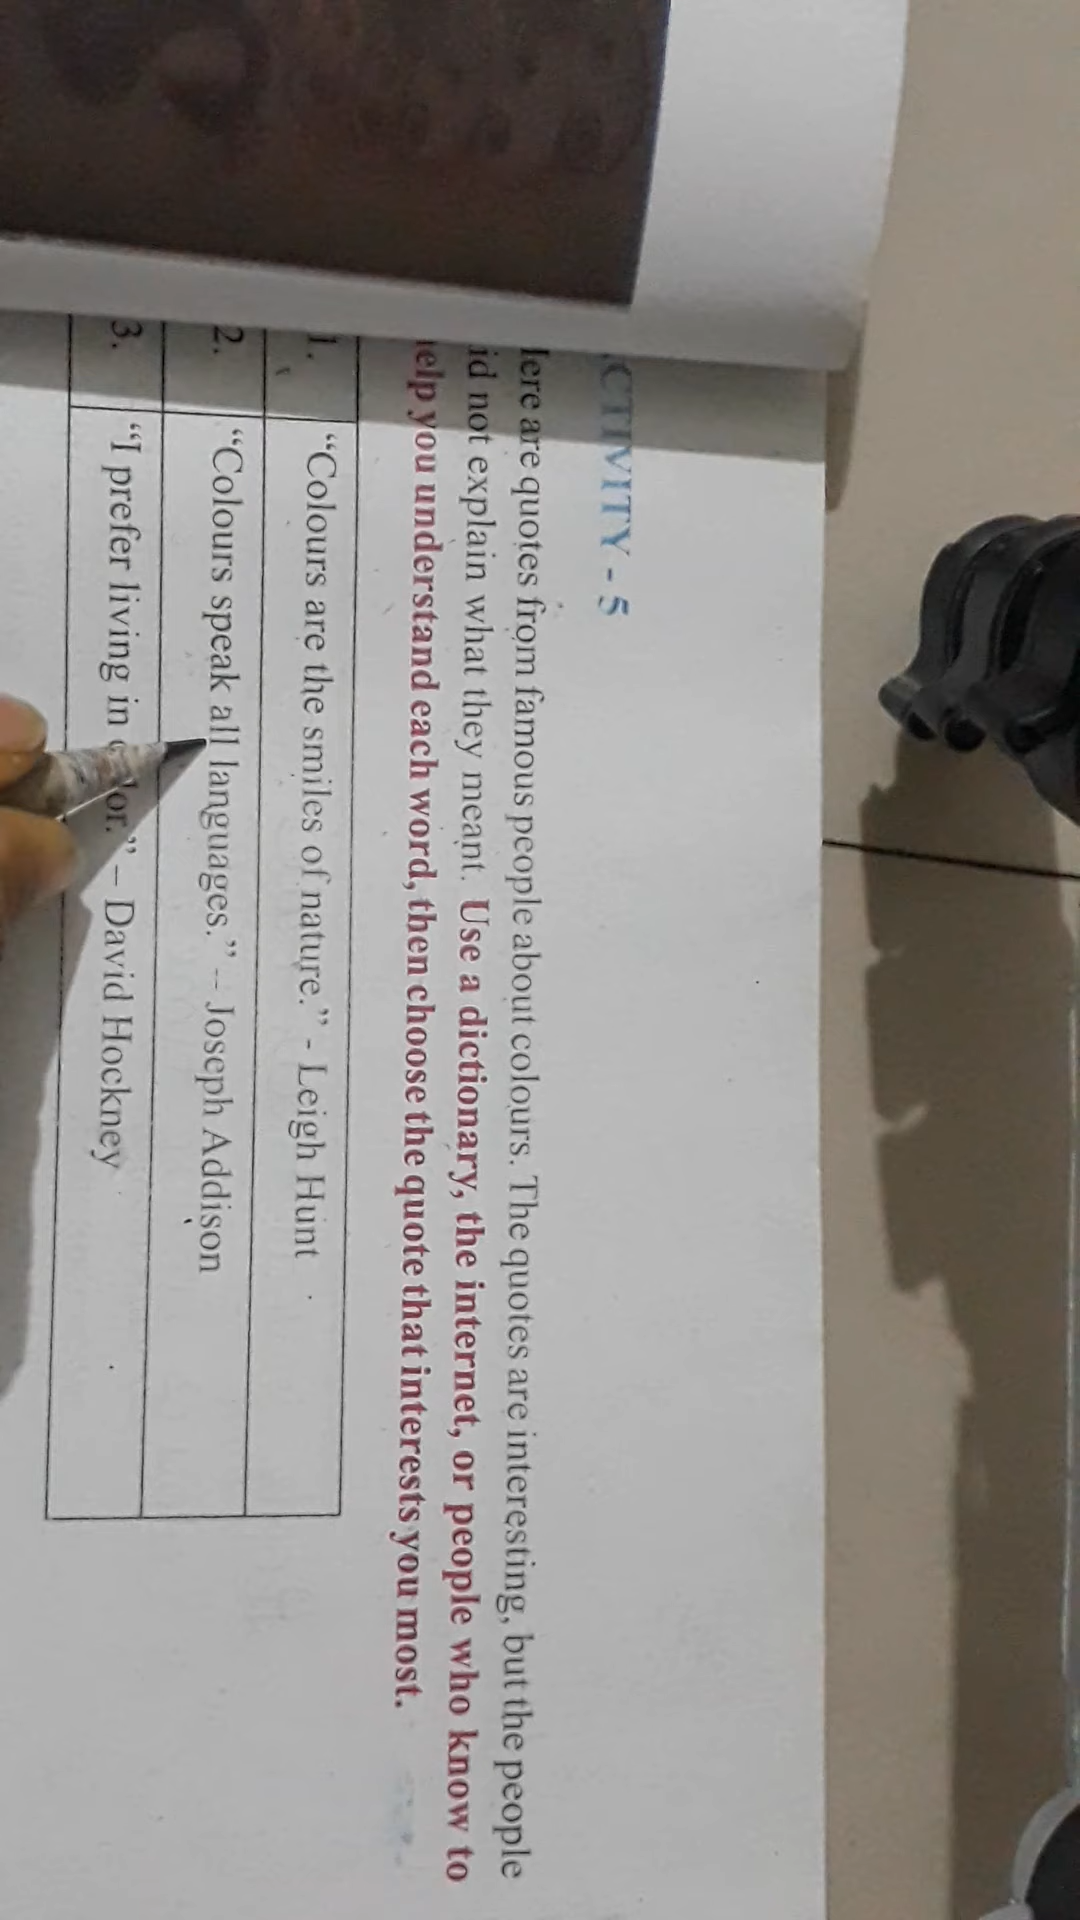 CTIVITY - 5
lere are quotes from famous people about colours. The quotes are interesting, but the people
id not explain what they meant. Use a dictionary, the internet, or people who know to
elp you understand each word, then choose the quote that interests you most.
1. “Colours are the smiles of nature.” - Leigh Hunt
2. “Colours speak all languages.” – Joseph Addison
3. “I prefer living in lor.” – David Hockney